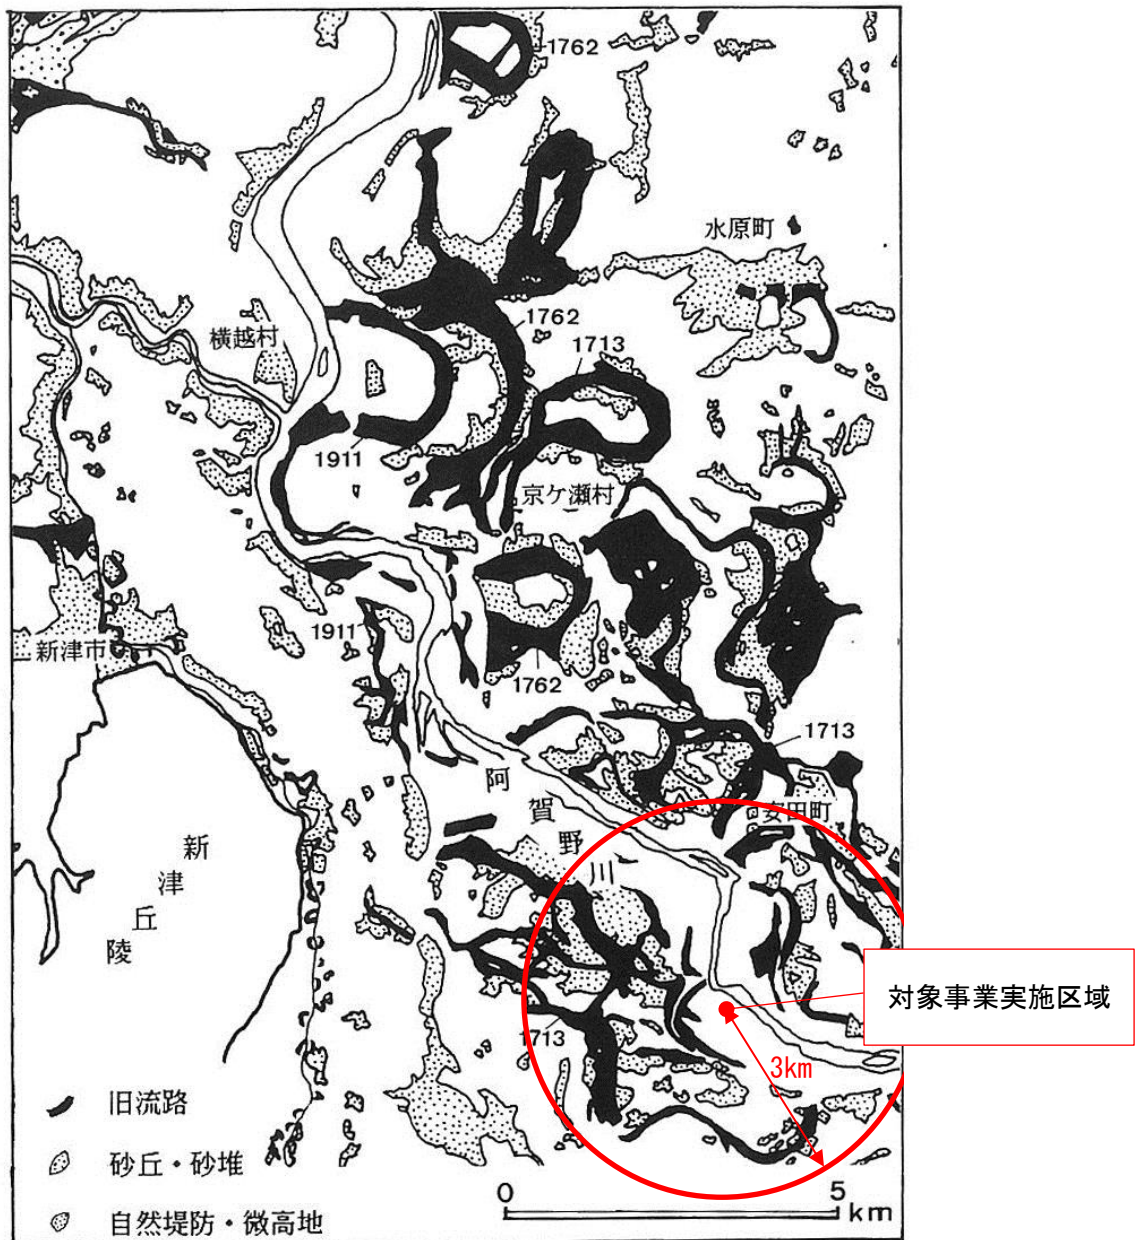 1762
水原町
1762
横越村
1713
1911
京ケ瀬村
1911
新津市
1762
1713
阿賀野川
安田町
新津丘陵
対象事業実施区域
1713
3km
旧流路
砂丘・砂堆
自然堤防・微高地
0 5 km